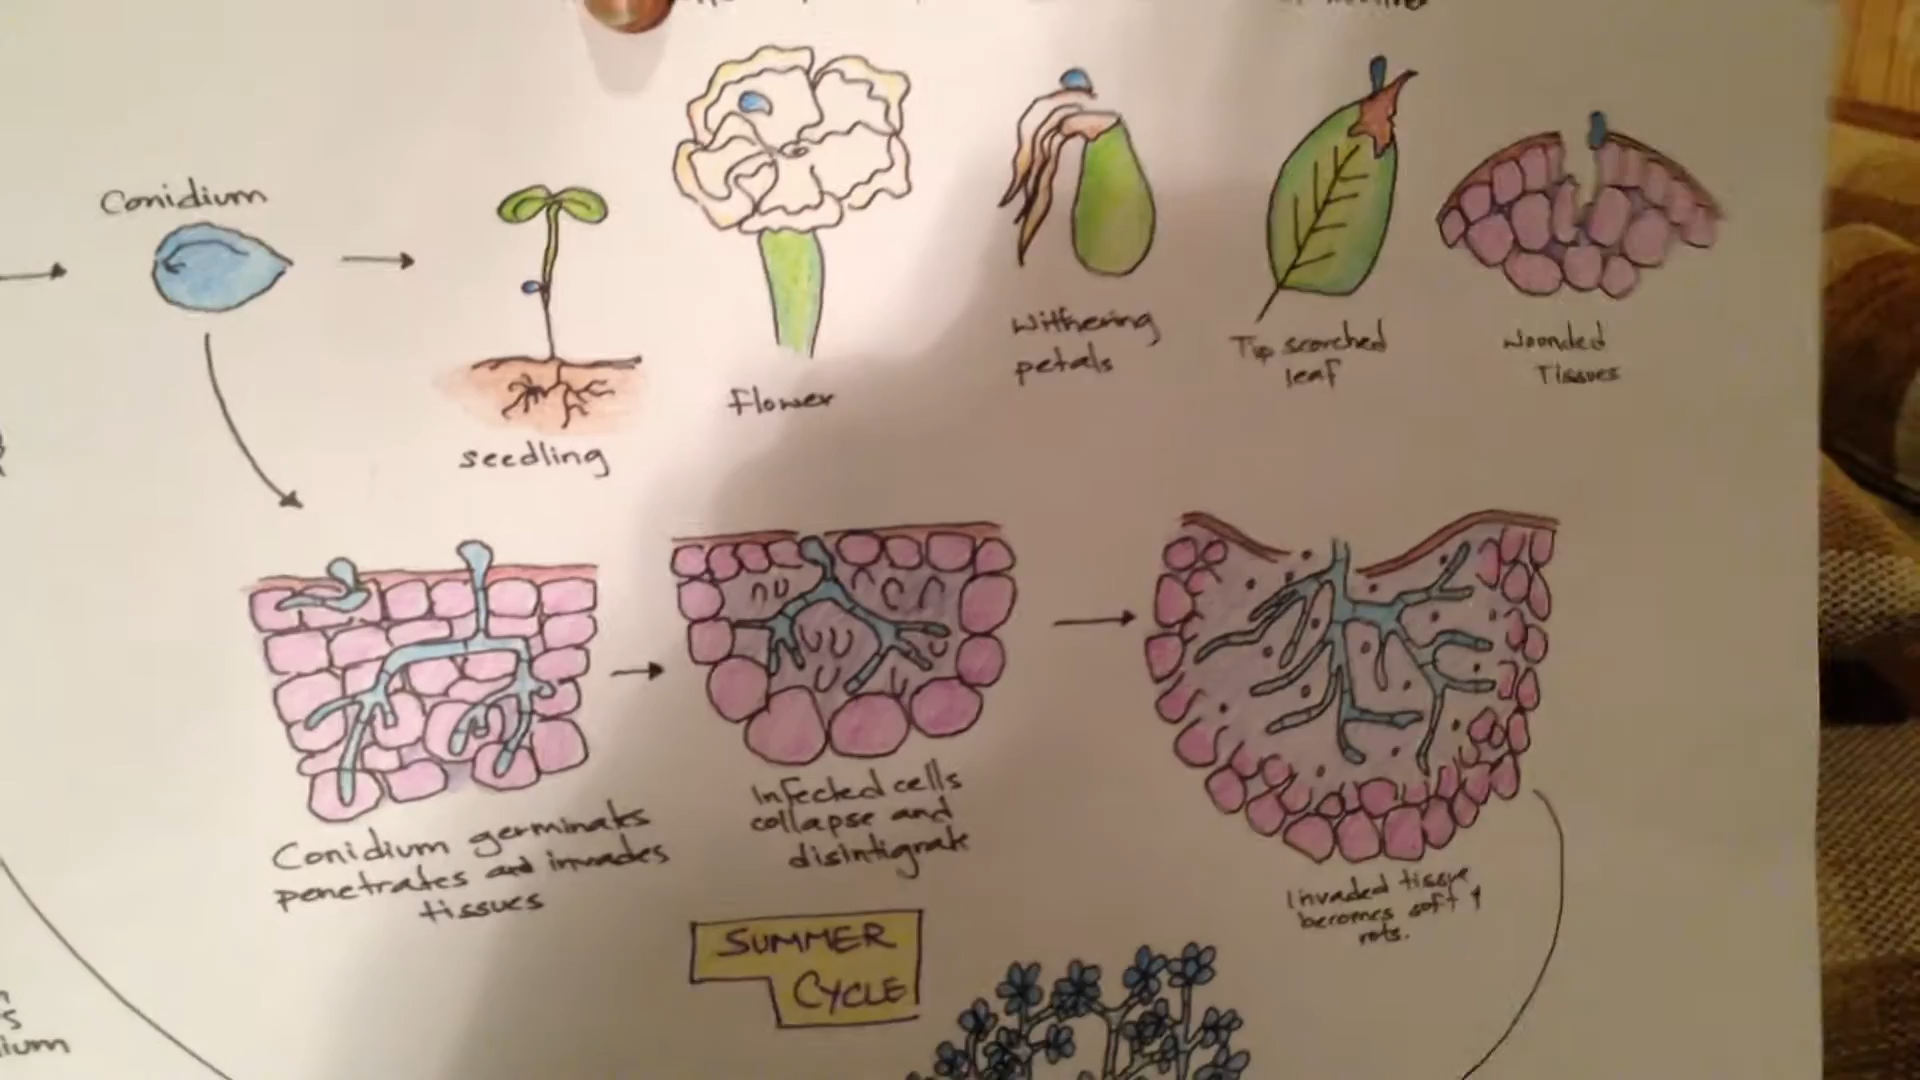 Conidium
seedling
flower
Withering
petals
Tip scorched
leaf
Wounded
Tissues
Conidium germinates
penetrates and invades
tissues
Infected cells
collapse and
disintigrate
Invaded tissue
becomes soft &
rots.
SUMMER
CYCLE